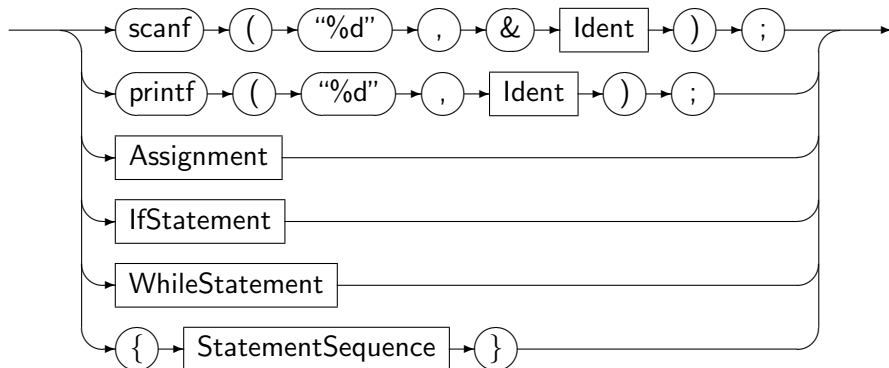 scanf ( “%d” , & Ident ) ;
printf ( “%d” , Ident ) ;
Assignment
IfStatement
WhileStatement
{ StatementSequence }